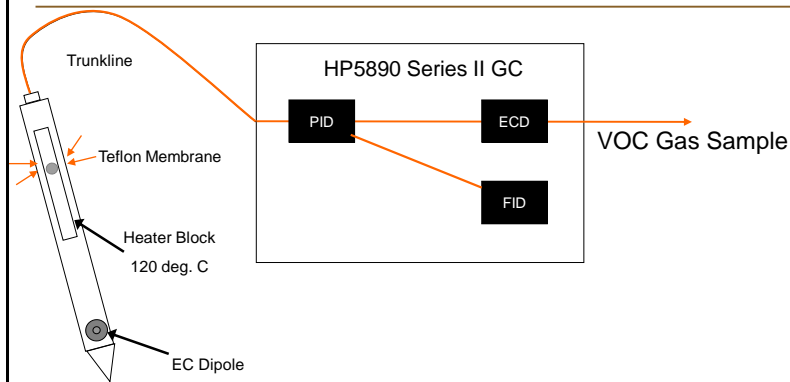 Trunkline
HP5890 Series II GC
PID
ECD
VOC Gas Sample
Teflon Membrane
FID
Heater Block
120 deg. C
EC Dipole